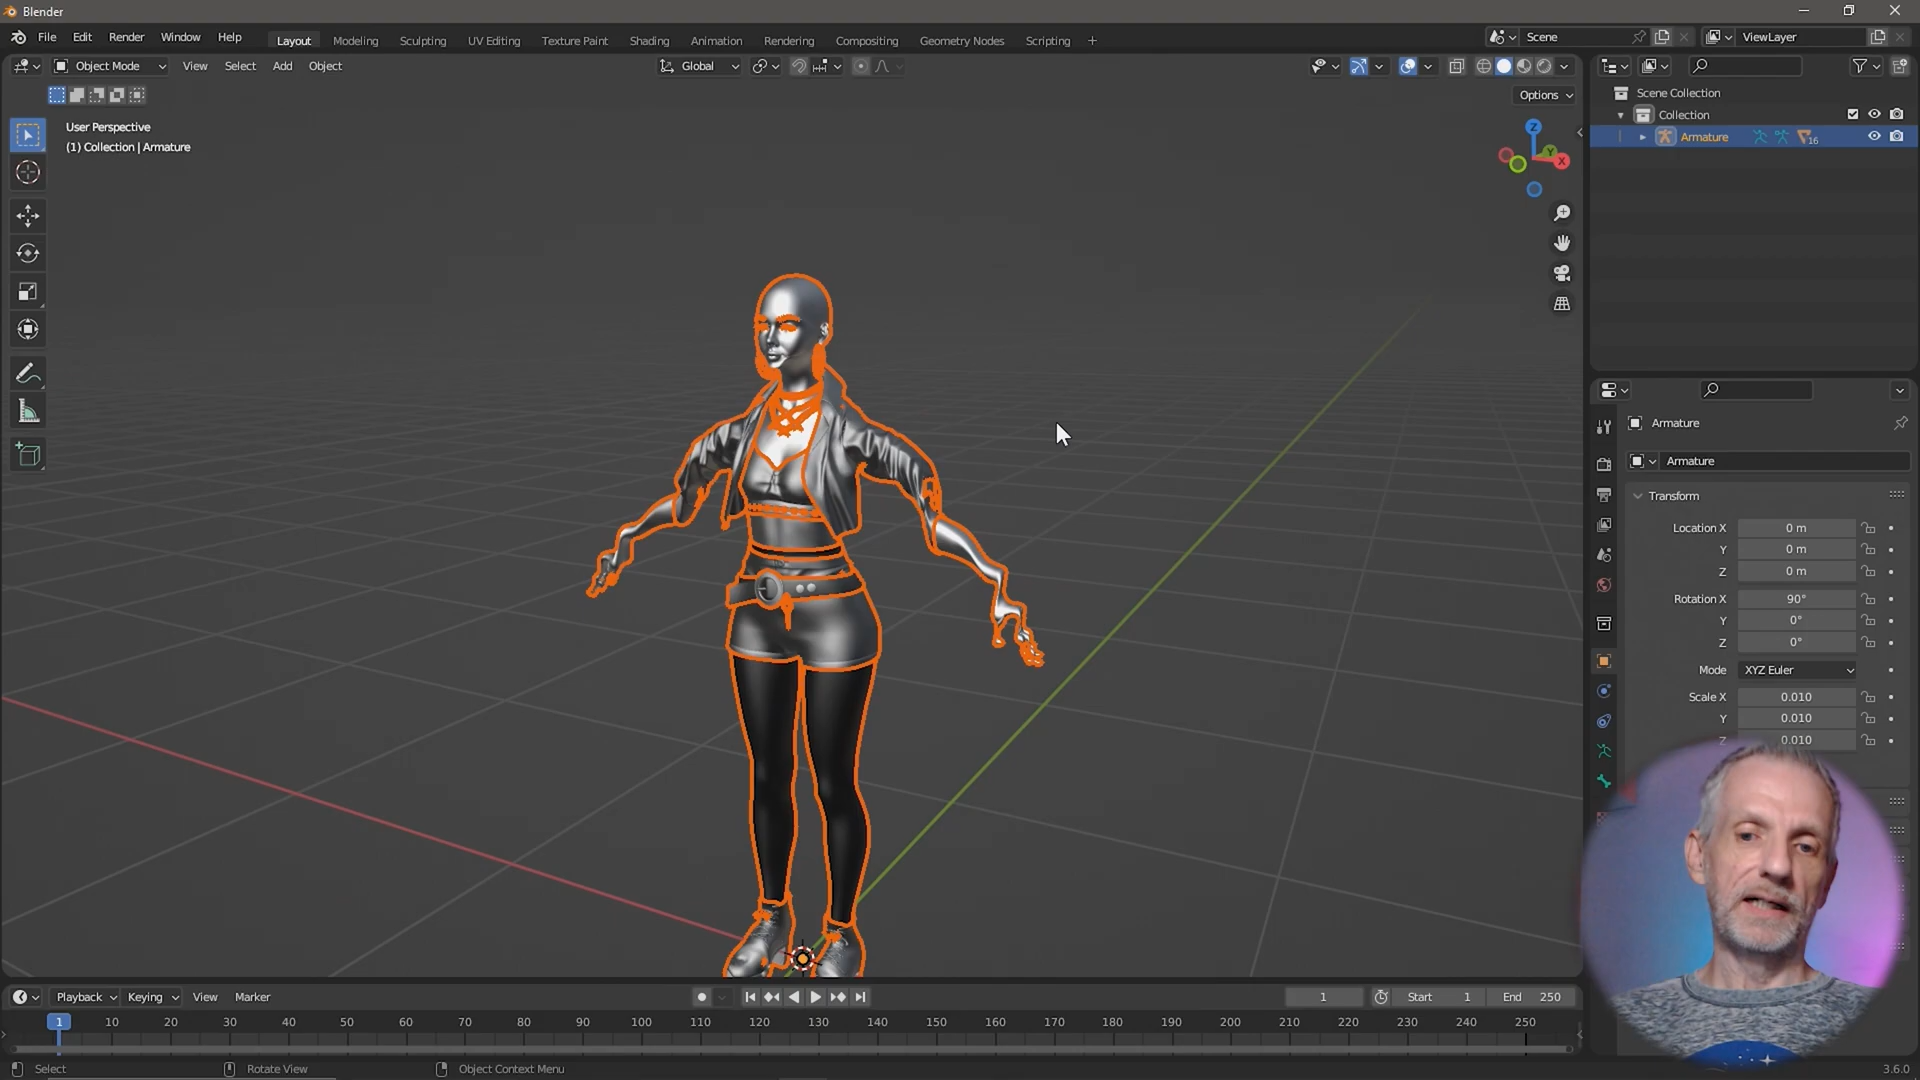 Blender
File Edit Render Window Help
Layout Modeling Sculpting UV Editing Texture Paint Shading Animation Rendering Compositing Geometry Nodes Scripting +
Scene
ViewLayer
Object Mode View Select Add Object
Global
Options
User Perspective
(1) Collection | Armature
Z
Y
X
Scene Collection
Collection
Armature
16
Armature
Armature
Transform
Location X 0 m
Y 0 m
Z 0 m
Rotation X 90°
Y 0°
Z 0°
Mode XYZ Euler
Scale X 0.010
Y 0.010
Z 0.010
Playback Keying View Marker
1
Start 1
End 250
1 10 20 30 40 50 60 70 80 90 100 110 120 130 140 150 160 170 180 190 200 210 220 230 240 250
Select
Rotate View
Object Context Menu
3.6.0